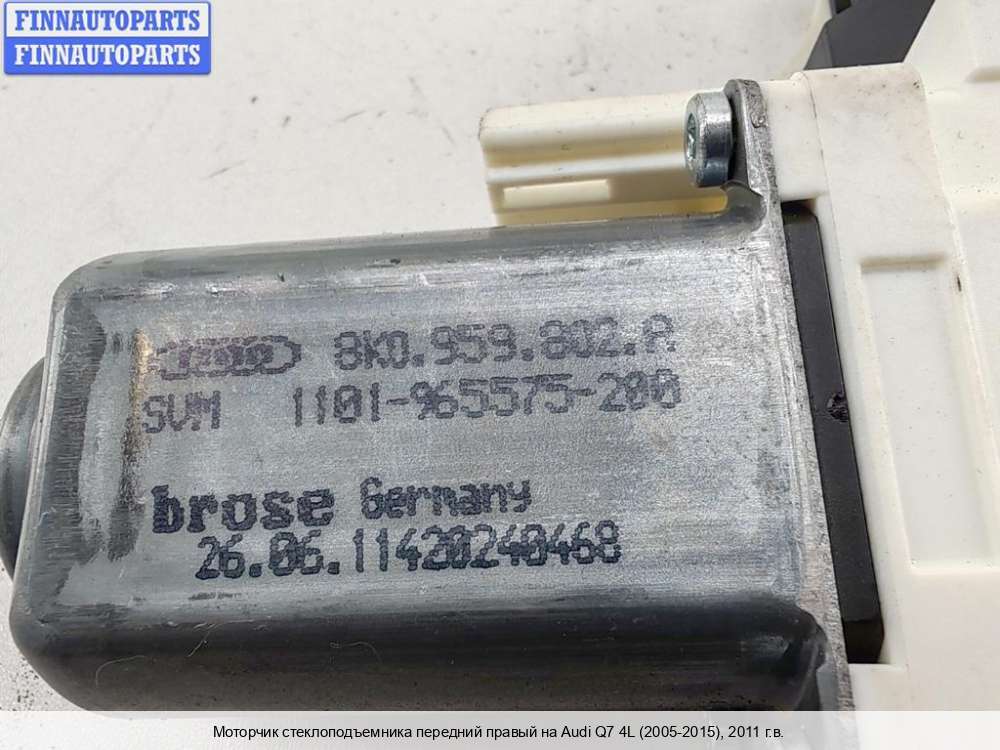 FINNAUTOPARTS
FINNAUTOPARTS
8K0.959.802.A
SVM 1101-965575-200
brose Germany
26.06.11420240468
Моторчик стеклоподъемника передний правый на Audi Q7 4L (2005-2015), 2011 г.в.